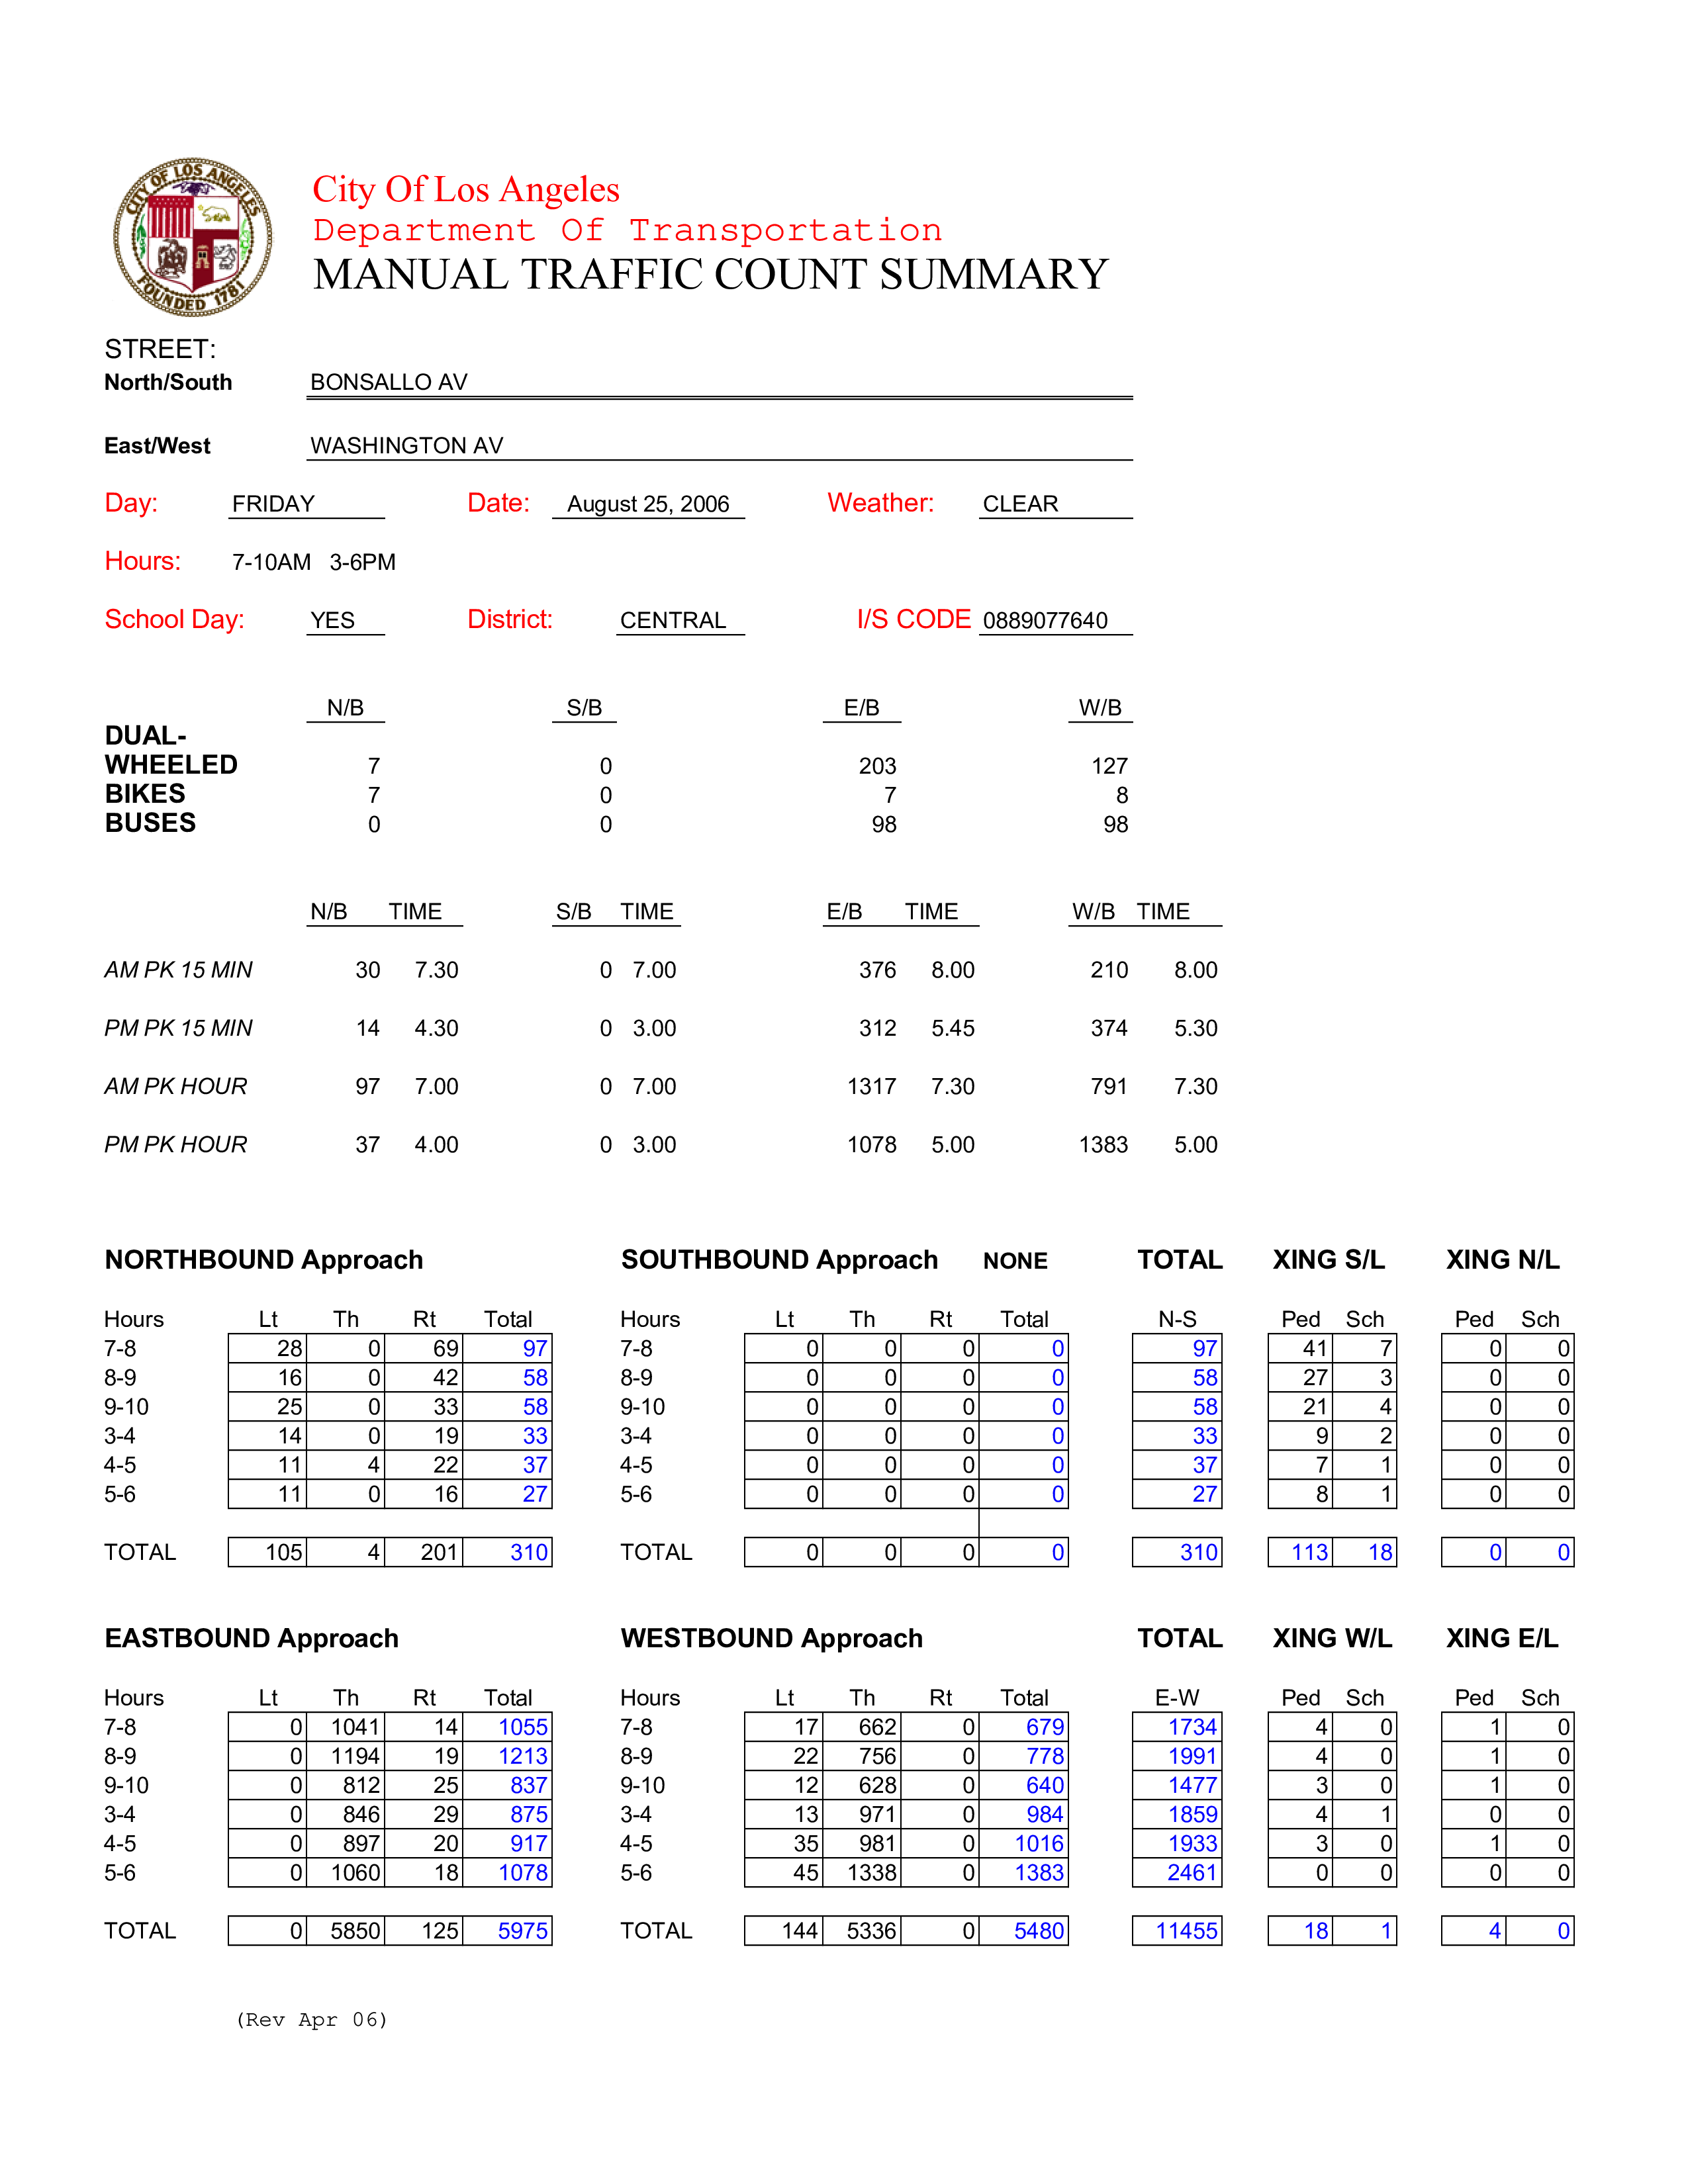 CITY OF LOS ANGELES
FOUNDED 1781
City Of Los Angeles
Department Of Transportation
MANUAL TRAFFIC COUNT SUMMARY
STREET:
North/South BONSALLO AV
East/West WASHINGTON AV
Day: FRIDAY Date: August 25, 2006 Weather: CLEAR
Hours: 7-10AM 3-6PM
School Day: YES District: CENTRAL I/S CODE 0889077640
N/B S/B E/B W/B
DUAL-
WHEELED 7 0 203 127
BIKES 7 0 7 8
BUSES 0 0 98 98
N/B TIME S/B TIME E/B TIME W/B TIME
AM PK 15 MIN 30 7.30 0 7.00 376 8.00 210 8.00
PM PK 15 MIN 14 4.30 0 3.00 312 5.45 374 5.30
AM PK HOUR 97 7.00 0 7.00 1317 7.30 791 7.30
PM PK HOUR 37 4.00 0 3.00 1078 5.00 1383 5.00
NORTHBOUND Approach SOUTHBOUND Approach NONE TOTAL XING S/L XING N/L
Hours Lt Th Rt Total Hours Lt Th Rt Total N-S Ped Sch Ped Sch
7-8 28 0 69 97 7-8 0 0 0 0 97 41 7 0 0
8-9 16 0 42 58 8-9 0 0 0 0 58 27 3 0 0
9-10 25 0 33 58 9-10 0 0 0 0 58 21 4 0 0
3-4 14 0 19 33 3-4 0 0 0 0 33 9 2 0 0
4-5 11 4 22 37 4-5 0 0 0 0 37 7 1 0 0
5-6 11 0 16 27 5-6 0 0 0 0 27 8 1 0 0
TOTAL 105 4 201 310 TOTAL 0 0 0 0 310 113 18 0 0
EASTBOUND Approach WESTBOUND Approach TOTAL XING W/L XING E/L
Hours Lt Th Rt Total Hours Lt Th Rt Total E-W Ped Sch Ped Sch
7-8 0 1041 14 1055 7-8 17 662 0 679 1734 4 0 1 0
8-9 0 1194 19 1213 8-9 22 756 0 778 1991 4 0 1 0
9-10 0 812 25 837 9-10 12 628 0 640 1477 3 0 1 0
3-4 0 846 29 875 3-4 13 971 0 984 1859 4 1 0 0
4-5 0 897 20 917 4-5 35 981 0 1016 1933 3 0 1 0
5-6 0 1060 18 1078 5-6 45 1338 0 1383 2461 0 0 0 0
TOTAL 0 5850 125 5975 TOTAL 144 5336 0 5480 11455 18 1 4 0
(Rev Apr 06)